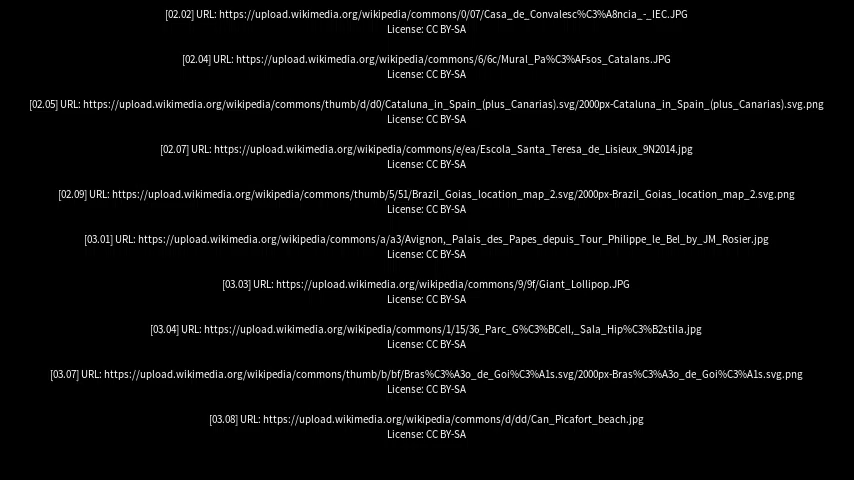 [02.02] URL: https://upload.wikimedia.org/wikipedia/commons/0/07/Casa_de_Convalesc%C3%A8ncia_-_IEC.JPG
License: CC BY-SA
[02.04] URL: https://upload.wikimedia.org/wikipedia/commons/6/6c/Mural_Pa%C3%AFsos_Catalans.JPG
License: CC BY-SA
[02.05] URL: https://upload.wikimedia.org/wikipedia/commons/thumb/d/d0/Cataluna_in_Spain_(plus_Canarias).svg/2000px-Cataluna_in_Spain_(plus_Canarias).svg.png
License: CC BY-SA
[02.07] URL: https://upload.wikimedia.org/wikipedia/commons/e/ea/Escola_Santa_Teresa_de_Lisieux_9N2014.jpg
License: CC BY-SA
[02.09] URL: https://upload.wikimedia.org/wikipedia/commons/thumb/5/51/Brazil_Goias_location_map_2.svg/2000px-Brazil_Goias_location_map_2.svg.png
License: CC BY-SA
[03.01] URL: https://upload.wikimedia.org/wikipedia/commons/a/a3/Avignon,_Palais_des_Papes_depuis_Tour_Philippe_le_Bel_by_JM_Rosier.jpg
License: CC BY-SA
[03.03] URL: https://upload.wikimedia.org/wikipedia/commons/9/9f/Giant_Lollipop.JPG
License: CC BY-SA
[03.04] URL: https://upload.wikimedia.org/wikipedia/commons/1/15/36_Parc_G%C3%BCell,_Sala_Hip%C3%B2stila.jpg
License: CC BY-SA
[03.07] URL: https://upload.wikimedia.org/wikipedia/commons/thumb/b/bf/Bras%C3%A3o_de_Goi%C3%A1s.svg/2000px-Bras%C3%A3o_de_Goi%C3%A1s.svg.png
License: CC BY-SA
[03.08] URL: https://upload.wikimedia.org/wikipedia/commons/d/dd/Can_Picafort_beach.jpg
License: CC BY-SA